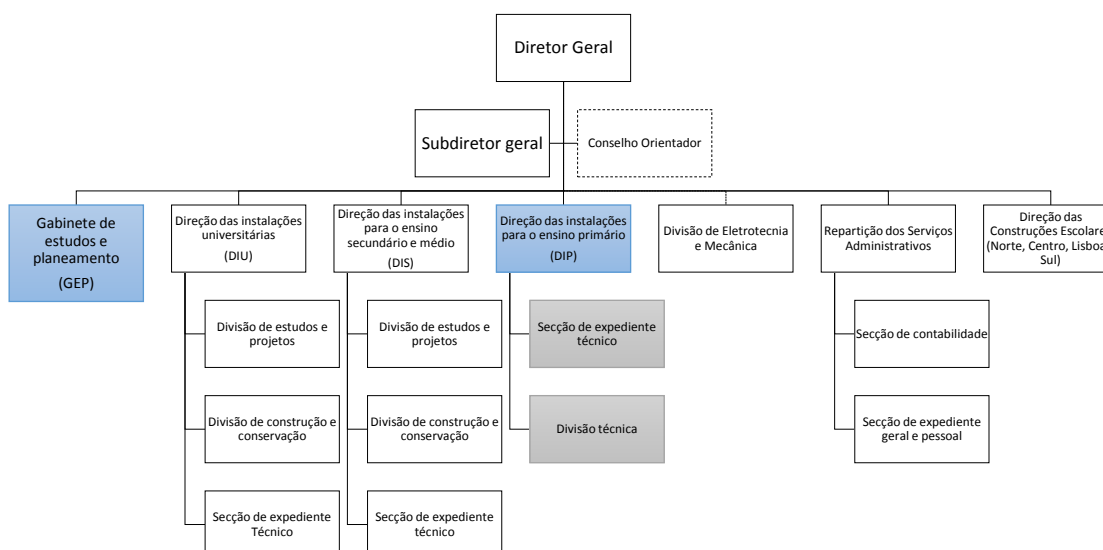 Diretor Geral
Subdiretor geral
Conselho Orientador
Gabinete de
estudos e
planeamento
(GEP)
Direção das instalações
universitárias
(DIU)
Direção das instalações
para o ensino
secundário e médio
(DIS)
Direção das instalações
para o ensino primário
(DIP)
Divisão de Eletrotecnia
e Mecânica
Repartição dos Serviços
Administrativos
Direção das
Construções Escolare
(Norte, Centro, Lisboa
Sul)
Divisão de estudos e
projetos
Divisão de estudos e
projetos
Secção de expediente
técnico
Secção de contabilidade
Divisão de construção e
conservação
Divisão de construção e
conservação
Divisão técnica
Secção de expediente
geral e pessoal
Secção de expediente
Técnico
Secção de expediente
técnico